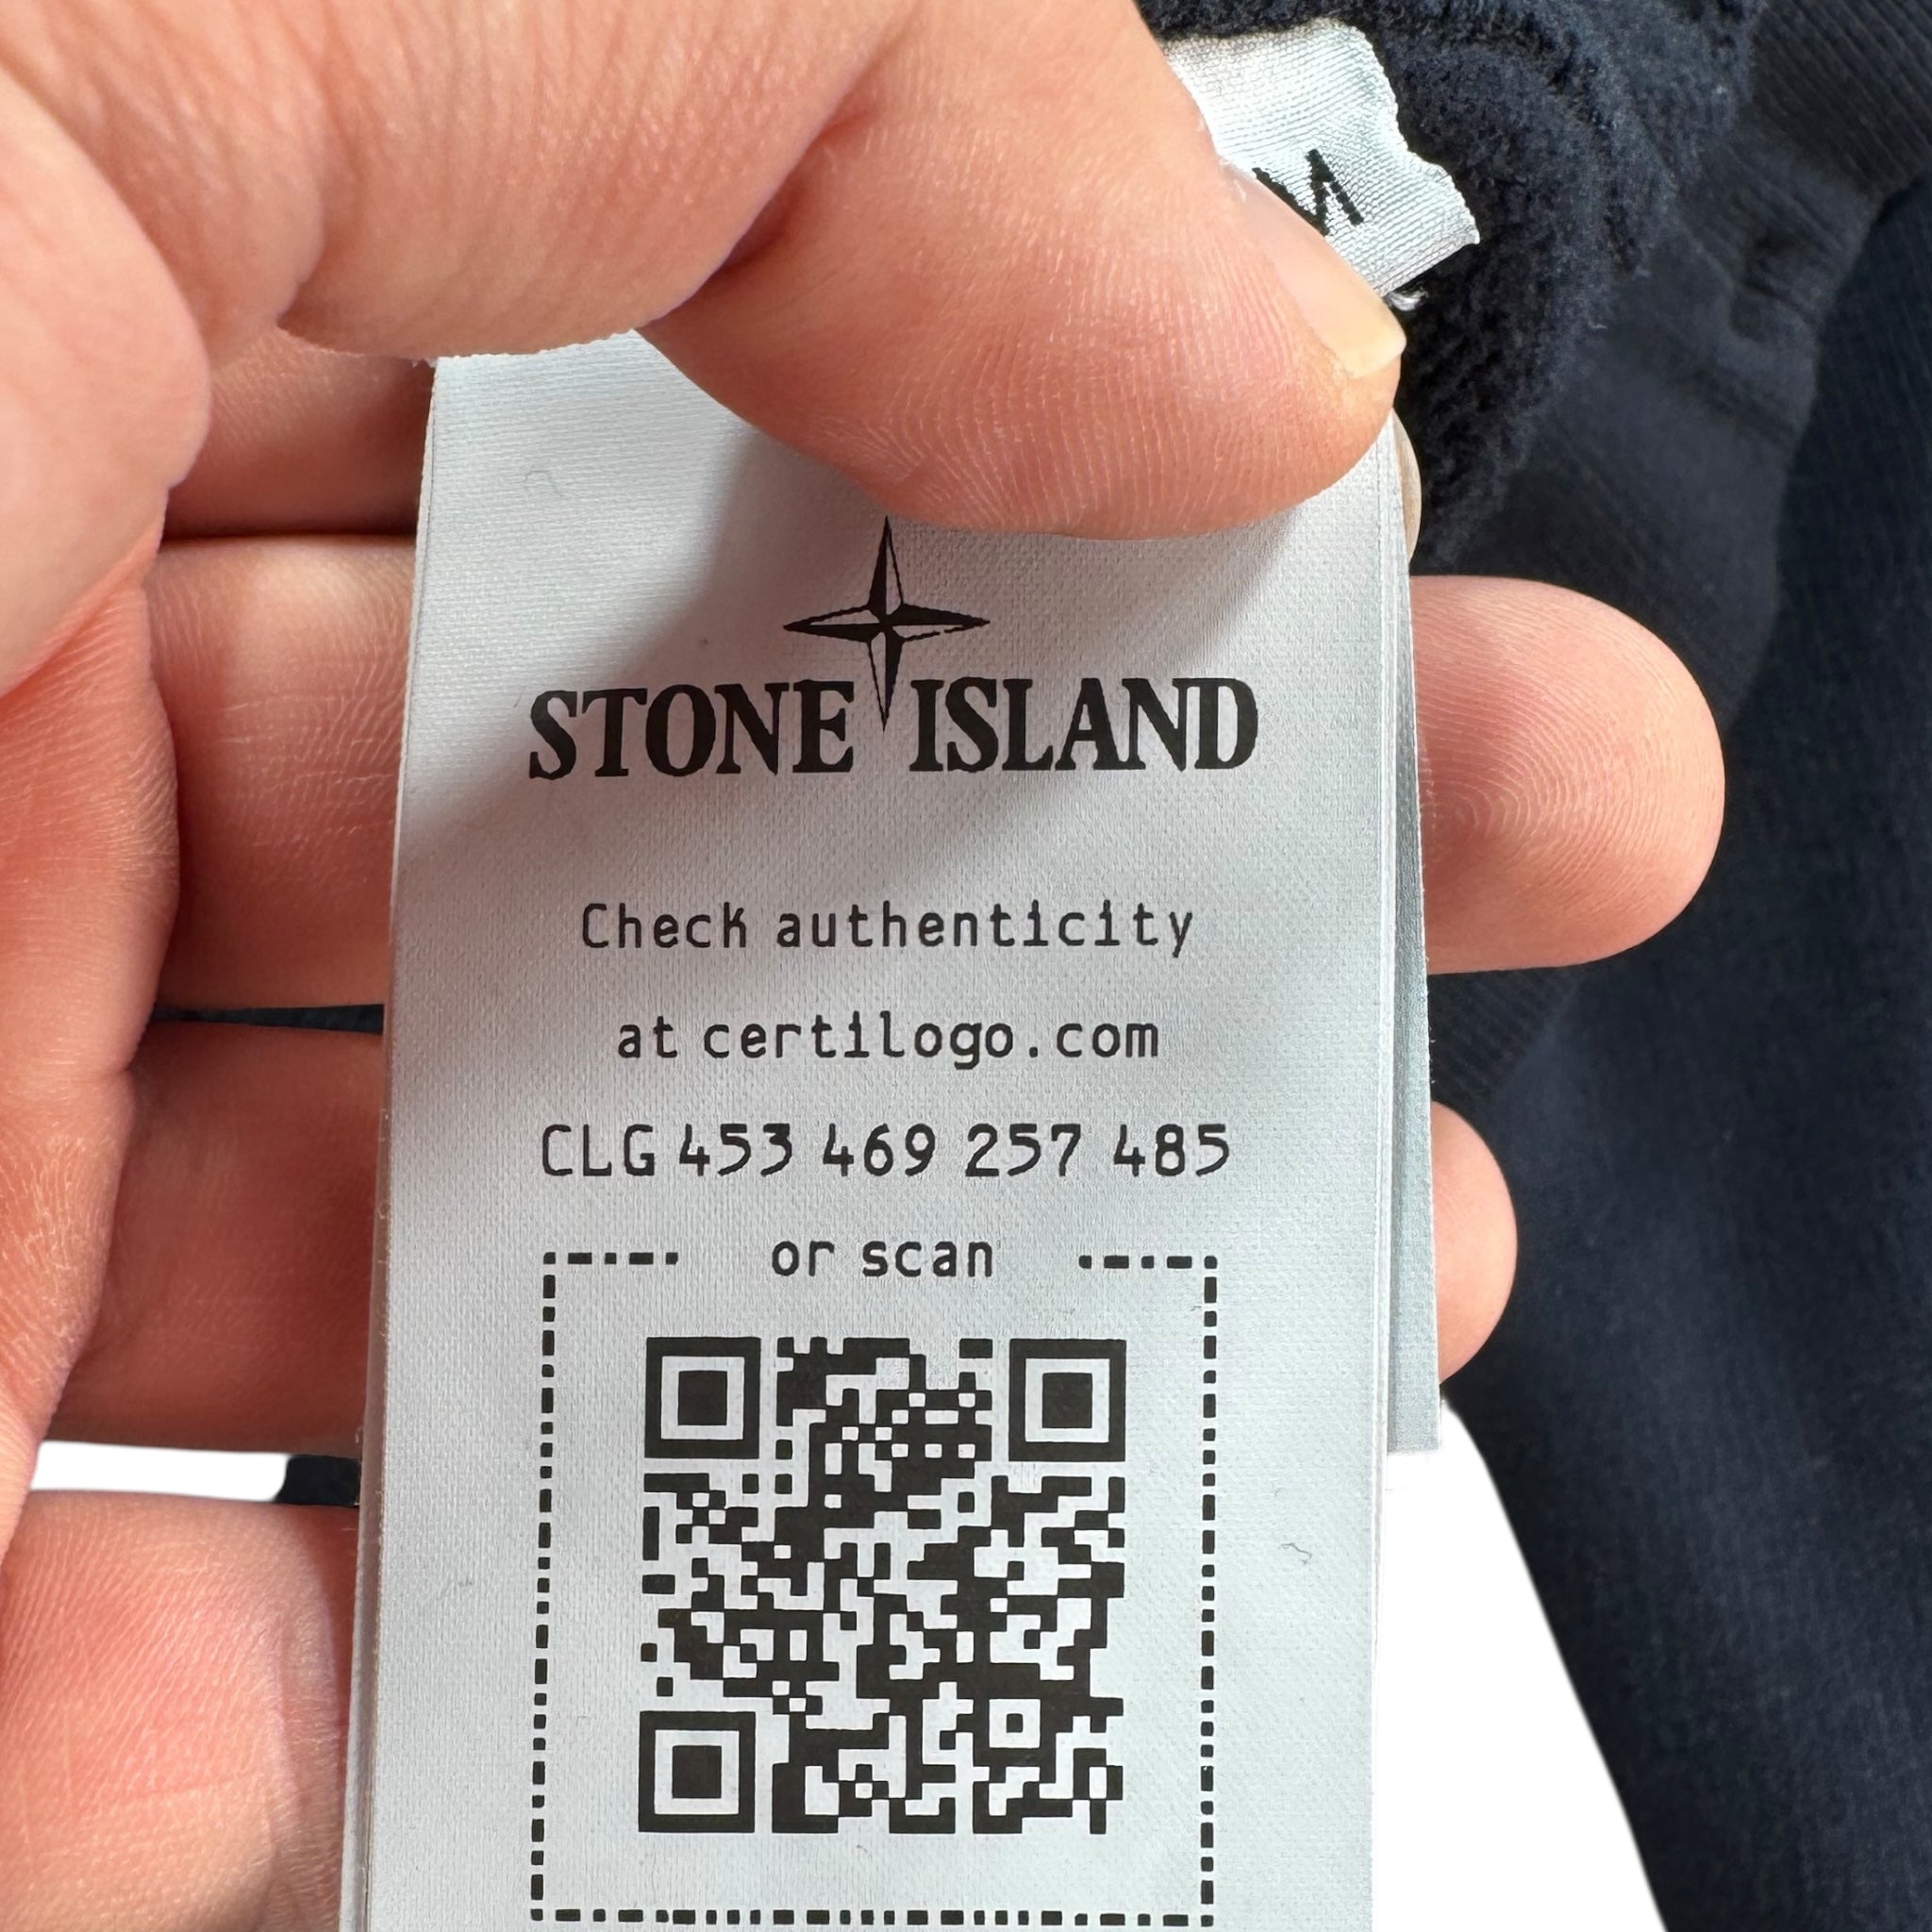 M
STONE ISLAND
Check authenticity
at certilogo.com
CLG 453 469 257 485
or scan